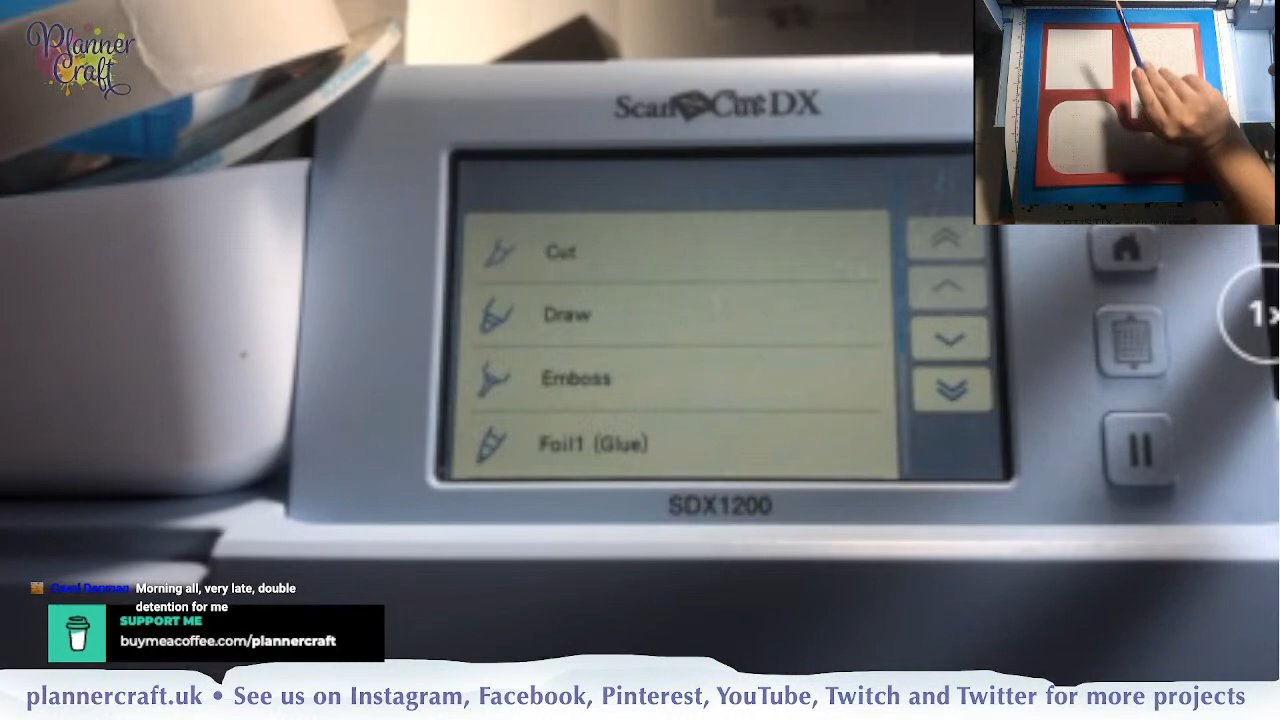 Planner
Craft
ScanNCut DX
Cut
Draw
Emboss
Foil1 (Glue)
SDX1200
1x
Morning all, very late, double
detention for me
SUPPORT ME
buymeacoffee.com/plannercraft
plannercraft.uk • See us on Instagram, Facebook, Pinterest, YouTube, Twitch and Twitter for more projects